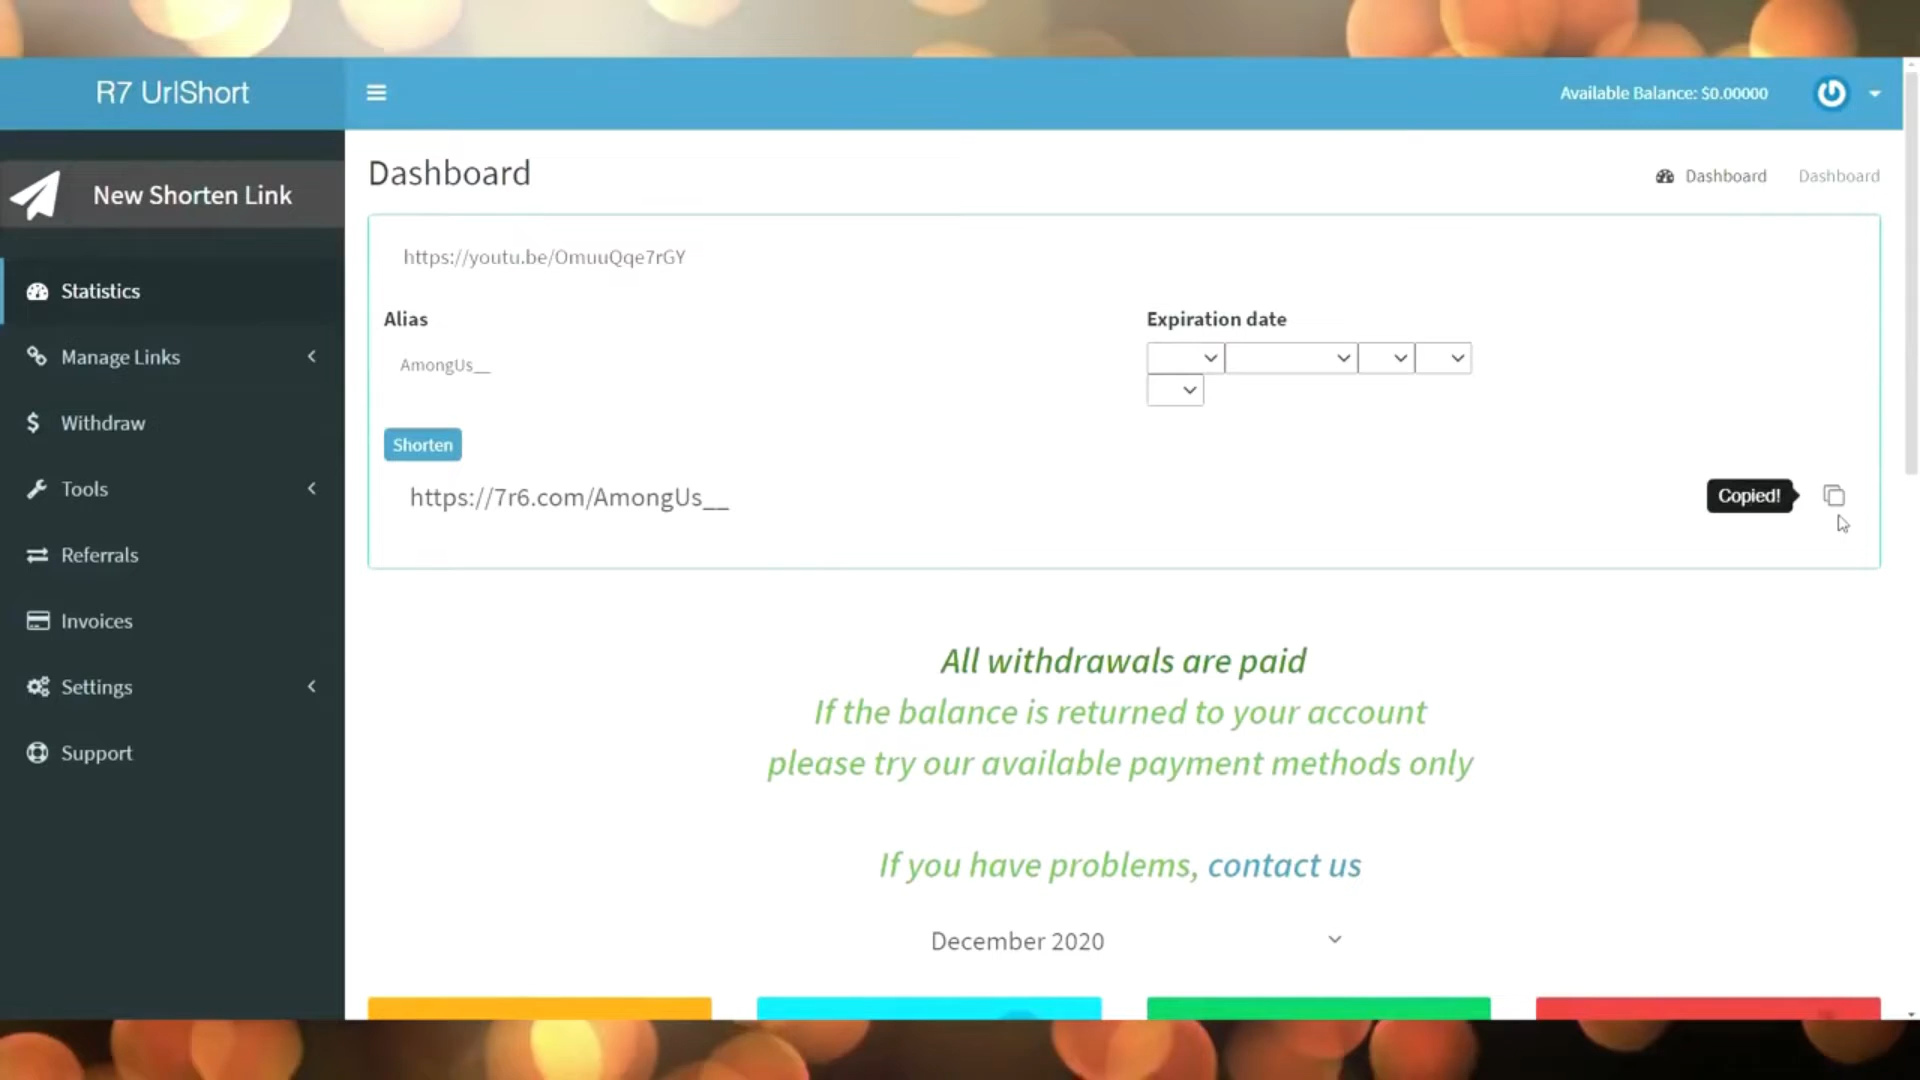 R7 UrlShort
Available Balance: $0.00000
New Shorten Link
Statistics
Manage Links
Withdraw
Tools
Referrals
Invoices
Settings
Support
Dashboard
Dashboard Dashboard
https://youtu.be/OmuuQqe7rGY
Alias
AmongUs__
Expiration date
Shorten
https://7r6.com/AmongUs__
Copied!
All withdrawals are paid
If the balance is returned to your account
please try our available payment methods only
If you have problems, contact us
December 2020